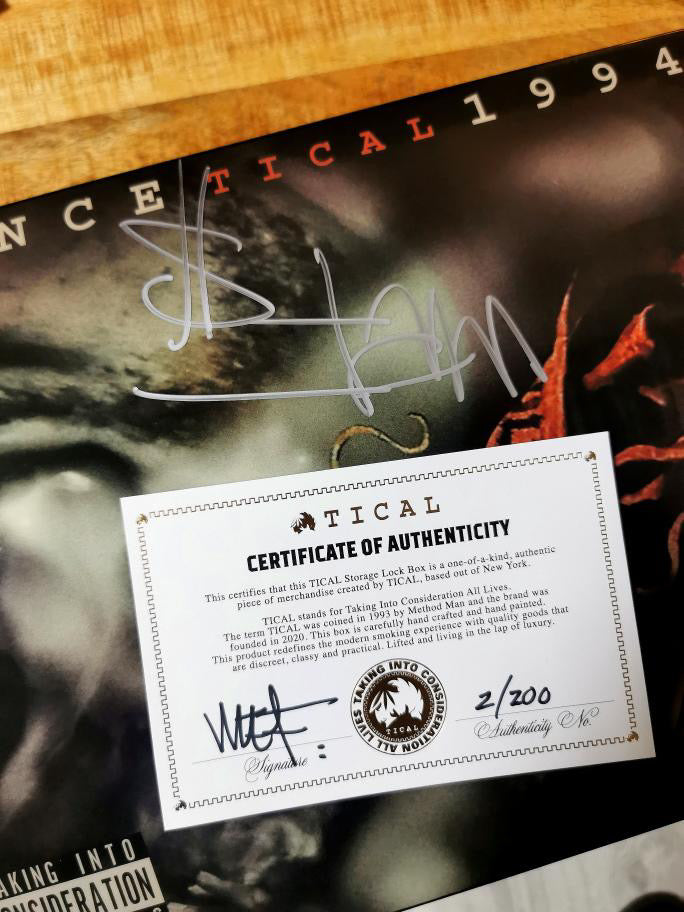 NCE TICAL 1994
TICAL
CERTIFICATE OF AUTHENTICITY
This certifies that this TICAL Storage Lock Box is a one-of-a-kind, authentic
piece of merchandise created by TICAL, based out of New York.
TICAL stands for Taking Into Consideration All Lives.
The term TICAL was coined in 1993 by Method Man and the brand was
founded in 2020. This box is carefully hand crafted and hand painted.
This product redefines the modern smoking experience with quality goods that
are discreet, classy and practical. Lifted and living in the lap of luxury.
TAKING INTO CONSIDERATION ALL LIVES
TICAL
2/200
Signature
Authenticity No.
AKING INTO
NSIDERATION